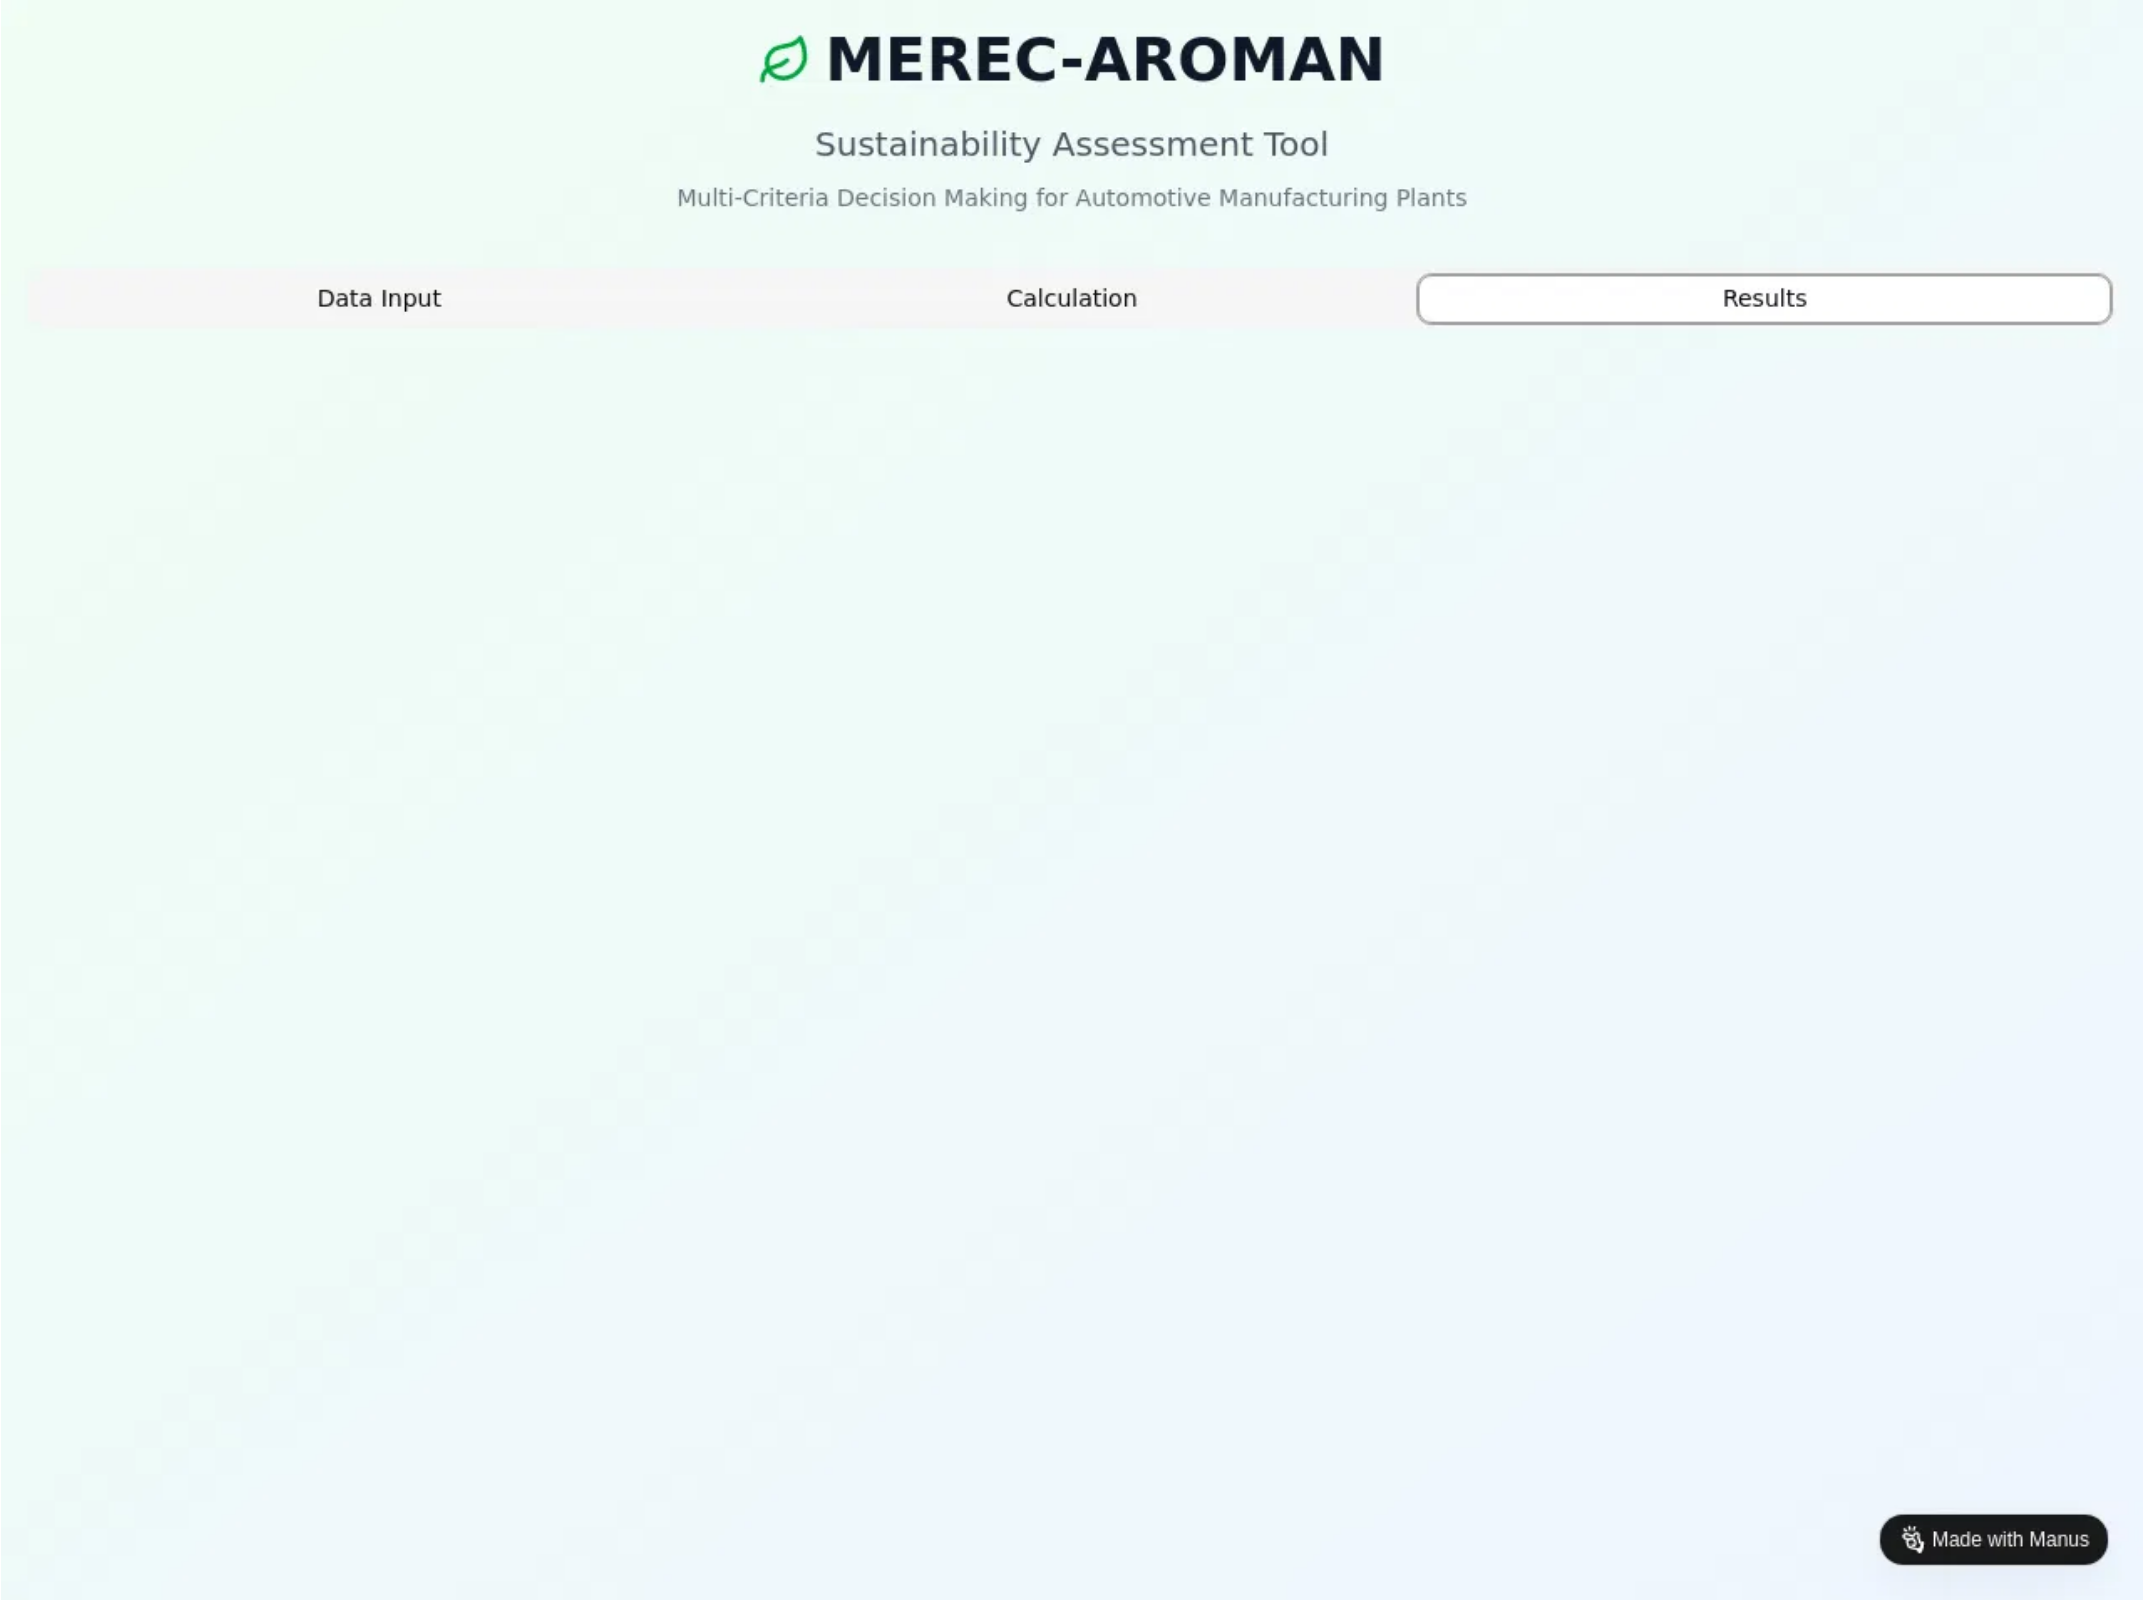 MEREC-AROMAN
Sustainability Assessment Tool
Multi-Criteria Decision Making for Automotive Manufacturing Plants
Data Input
Calculation
Results
Made with Manus